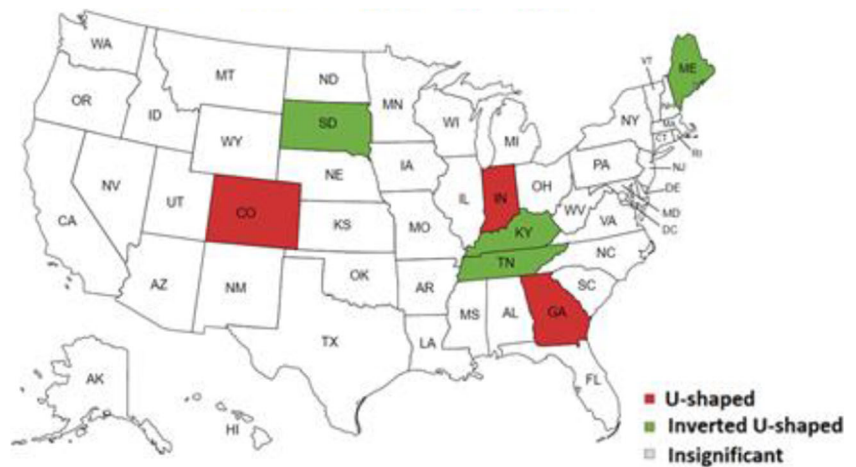 WA
MT
ND
MN
OR
ID
SD
WI
MI
NY
VT
ME
NH
MA
CT
RI
WY
IA
NE
PA
NJ
NV
UT
CO
IL
IN
OH
DE
MD
DC
CA
KS
MO
WV
VA
KY
AZ
NM
OK
AR
TN
NC
SC
TX
LA
MS
AL
GA
FL
AK
HI
U-shaped
Inverted U-shaped
Insignificant